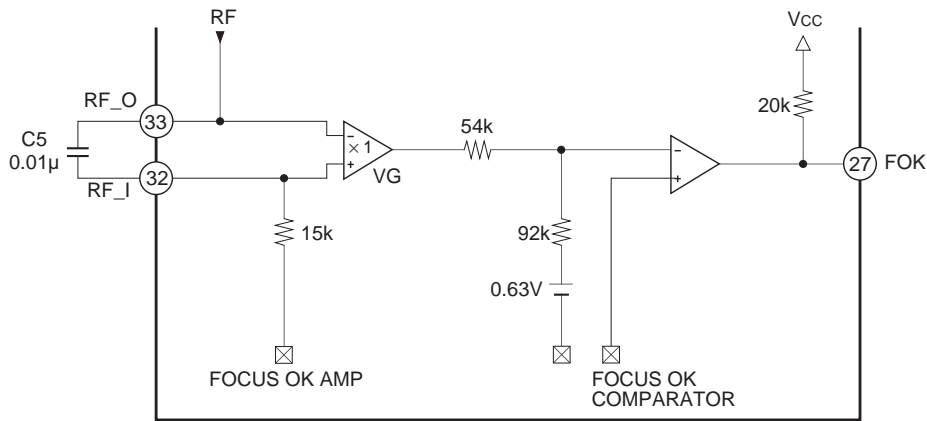 RF
VCC
RF_O
33
54k
20k
C5
0.01µ
−
× 1
+
VG
−
+
27 FOK
32
RF_I
15k
92k
0.63V
FOCUS OK AMP
FOCUS OK
COMPARATOR